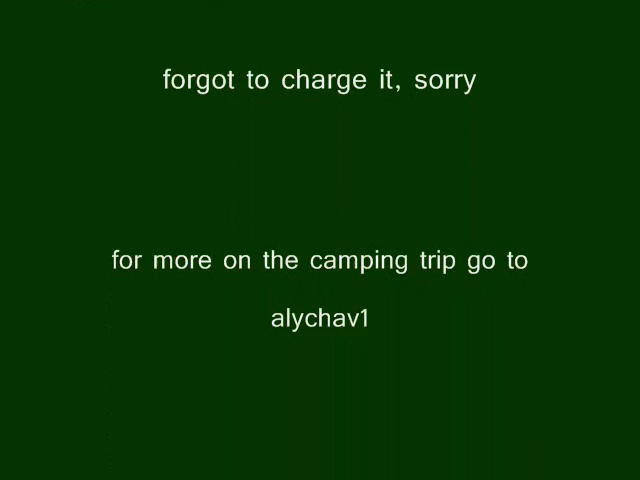 forgot to charge it, sorry
for more on the camping trip go to
alychav1